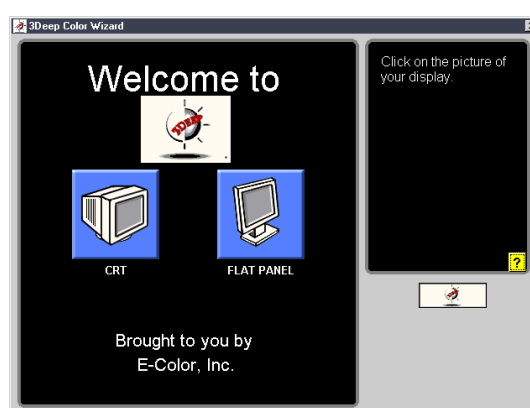 3Deep Color Wizard
Welcome to
3DEEP
CRT
FLAT PANEL
Brought to you by
E-Color, Inc.
Click on the picture of
your display.
?